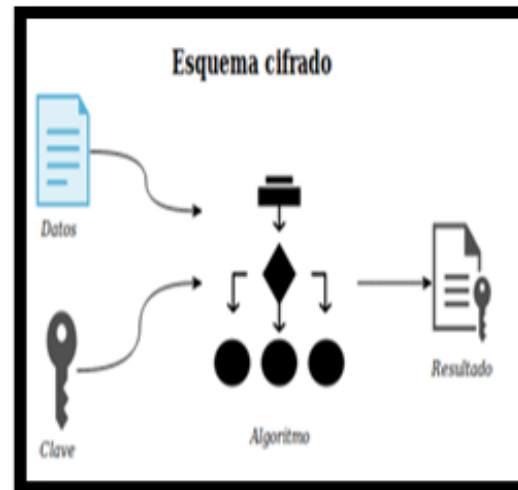 Esquema cifrado
Datos
Clave
Algoritmo
Resultado